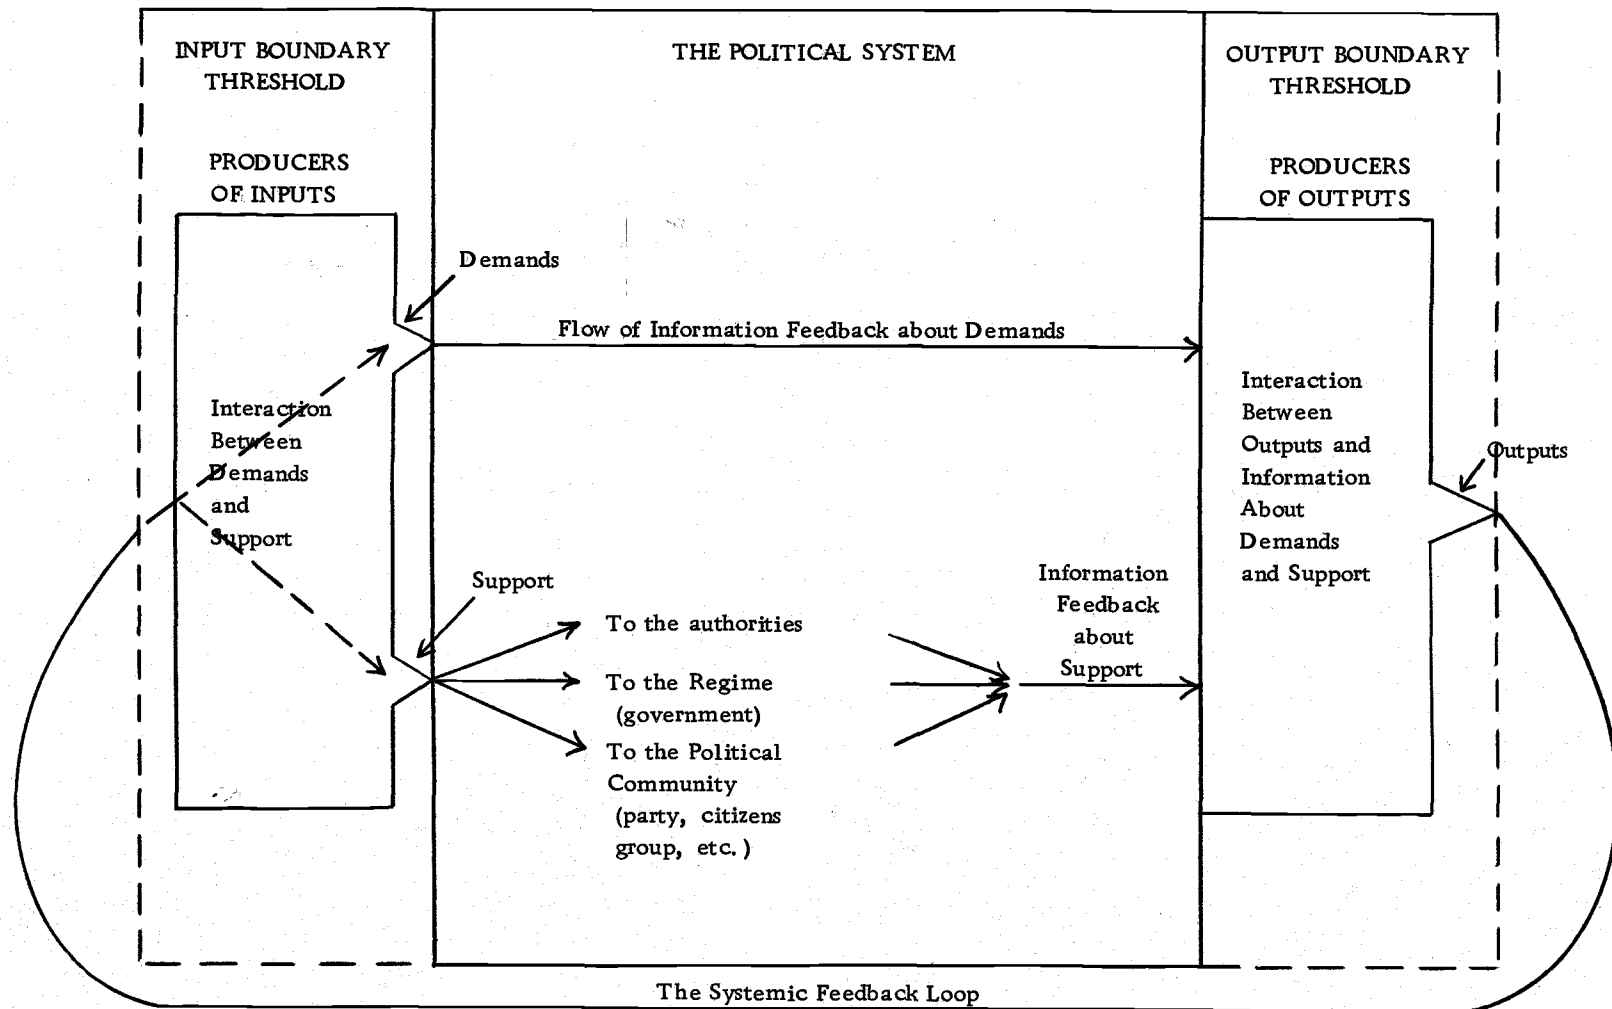 INPUT BOUNDARY
THRESHOLD
THE POLITICAL SYSTEM
OUTPUT BOUNDARY
THRESHOLD
PRODUCERS
OF INPUTS
PRODUCERS
OF OUTPUTS
Demands
Flow of Information Feedback about Demands
Interaction
Between
Demands
and
Support
Interaction
Between
Outputs and
Information
About
Demands
and Support
Outputs
Support
To the authorities
To the Regime
(government)
To the Political
Community
(party, citizens
group, etc.)
Information
Feedback
about
Support
The Systemic Feedback Loop